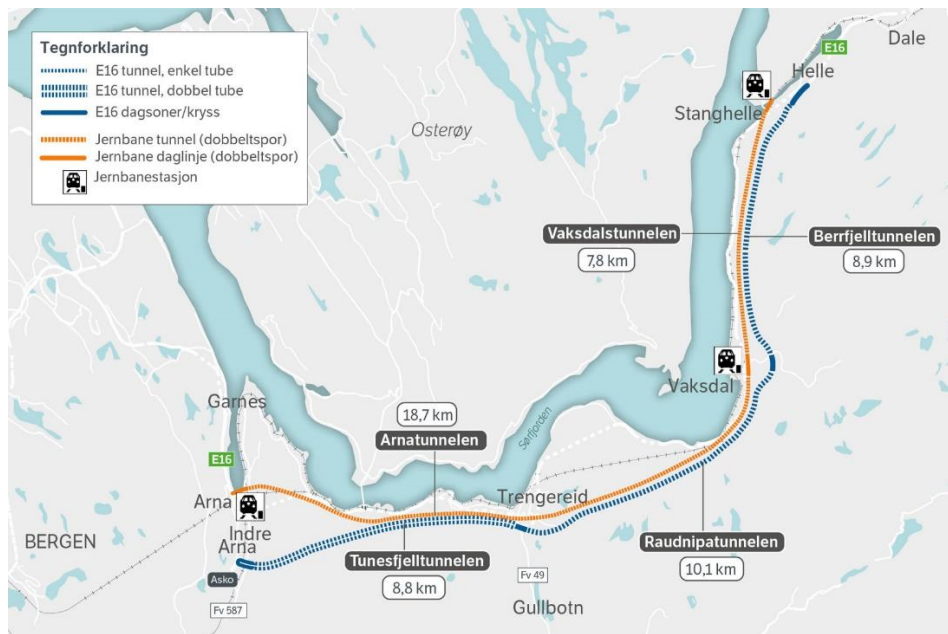 Tegnforklaring
E16 tunnel, enkel tube
E16 tunnel, dobbel tube
E16 dagsoner/kryss
Jernbane tunnel (dobbeltspor)
Jernbane daglinje (dobbeltspor)
Jernbanestasjon
Dale
E16
Helle
Stanghelle
Osterøy
Vaksdalstunnelen
7,8 km
Berrfjelltunnelen
8,9 km
Vaksdal
Garnes
18,7 km
Arnatunnelen
Sørfjorden
E16
Arna
Trengereid
Indre
Arna
BERGEN
Tunesfjelltunnelen
8,8 km
Raudnipatunnelen
10,1 km
Asko
Fv 587
Fv 49
Gullbotn